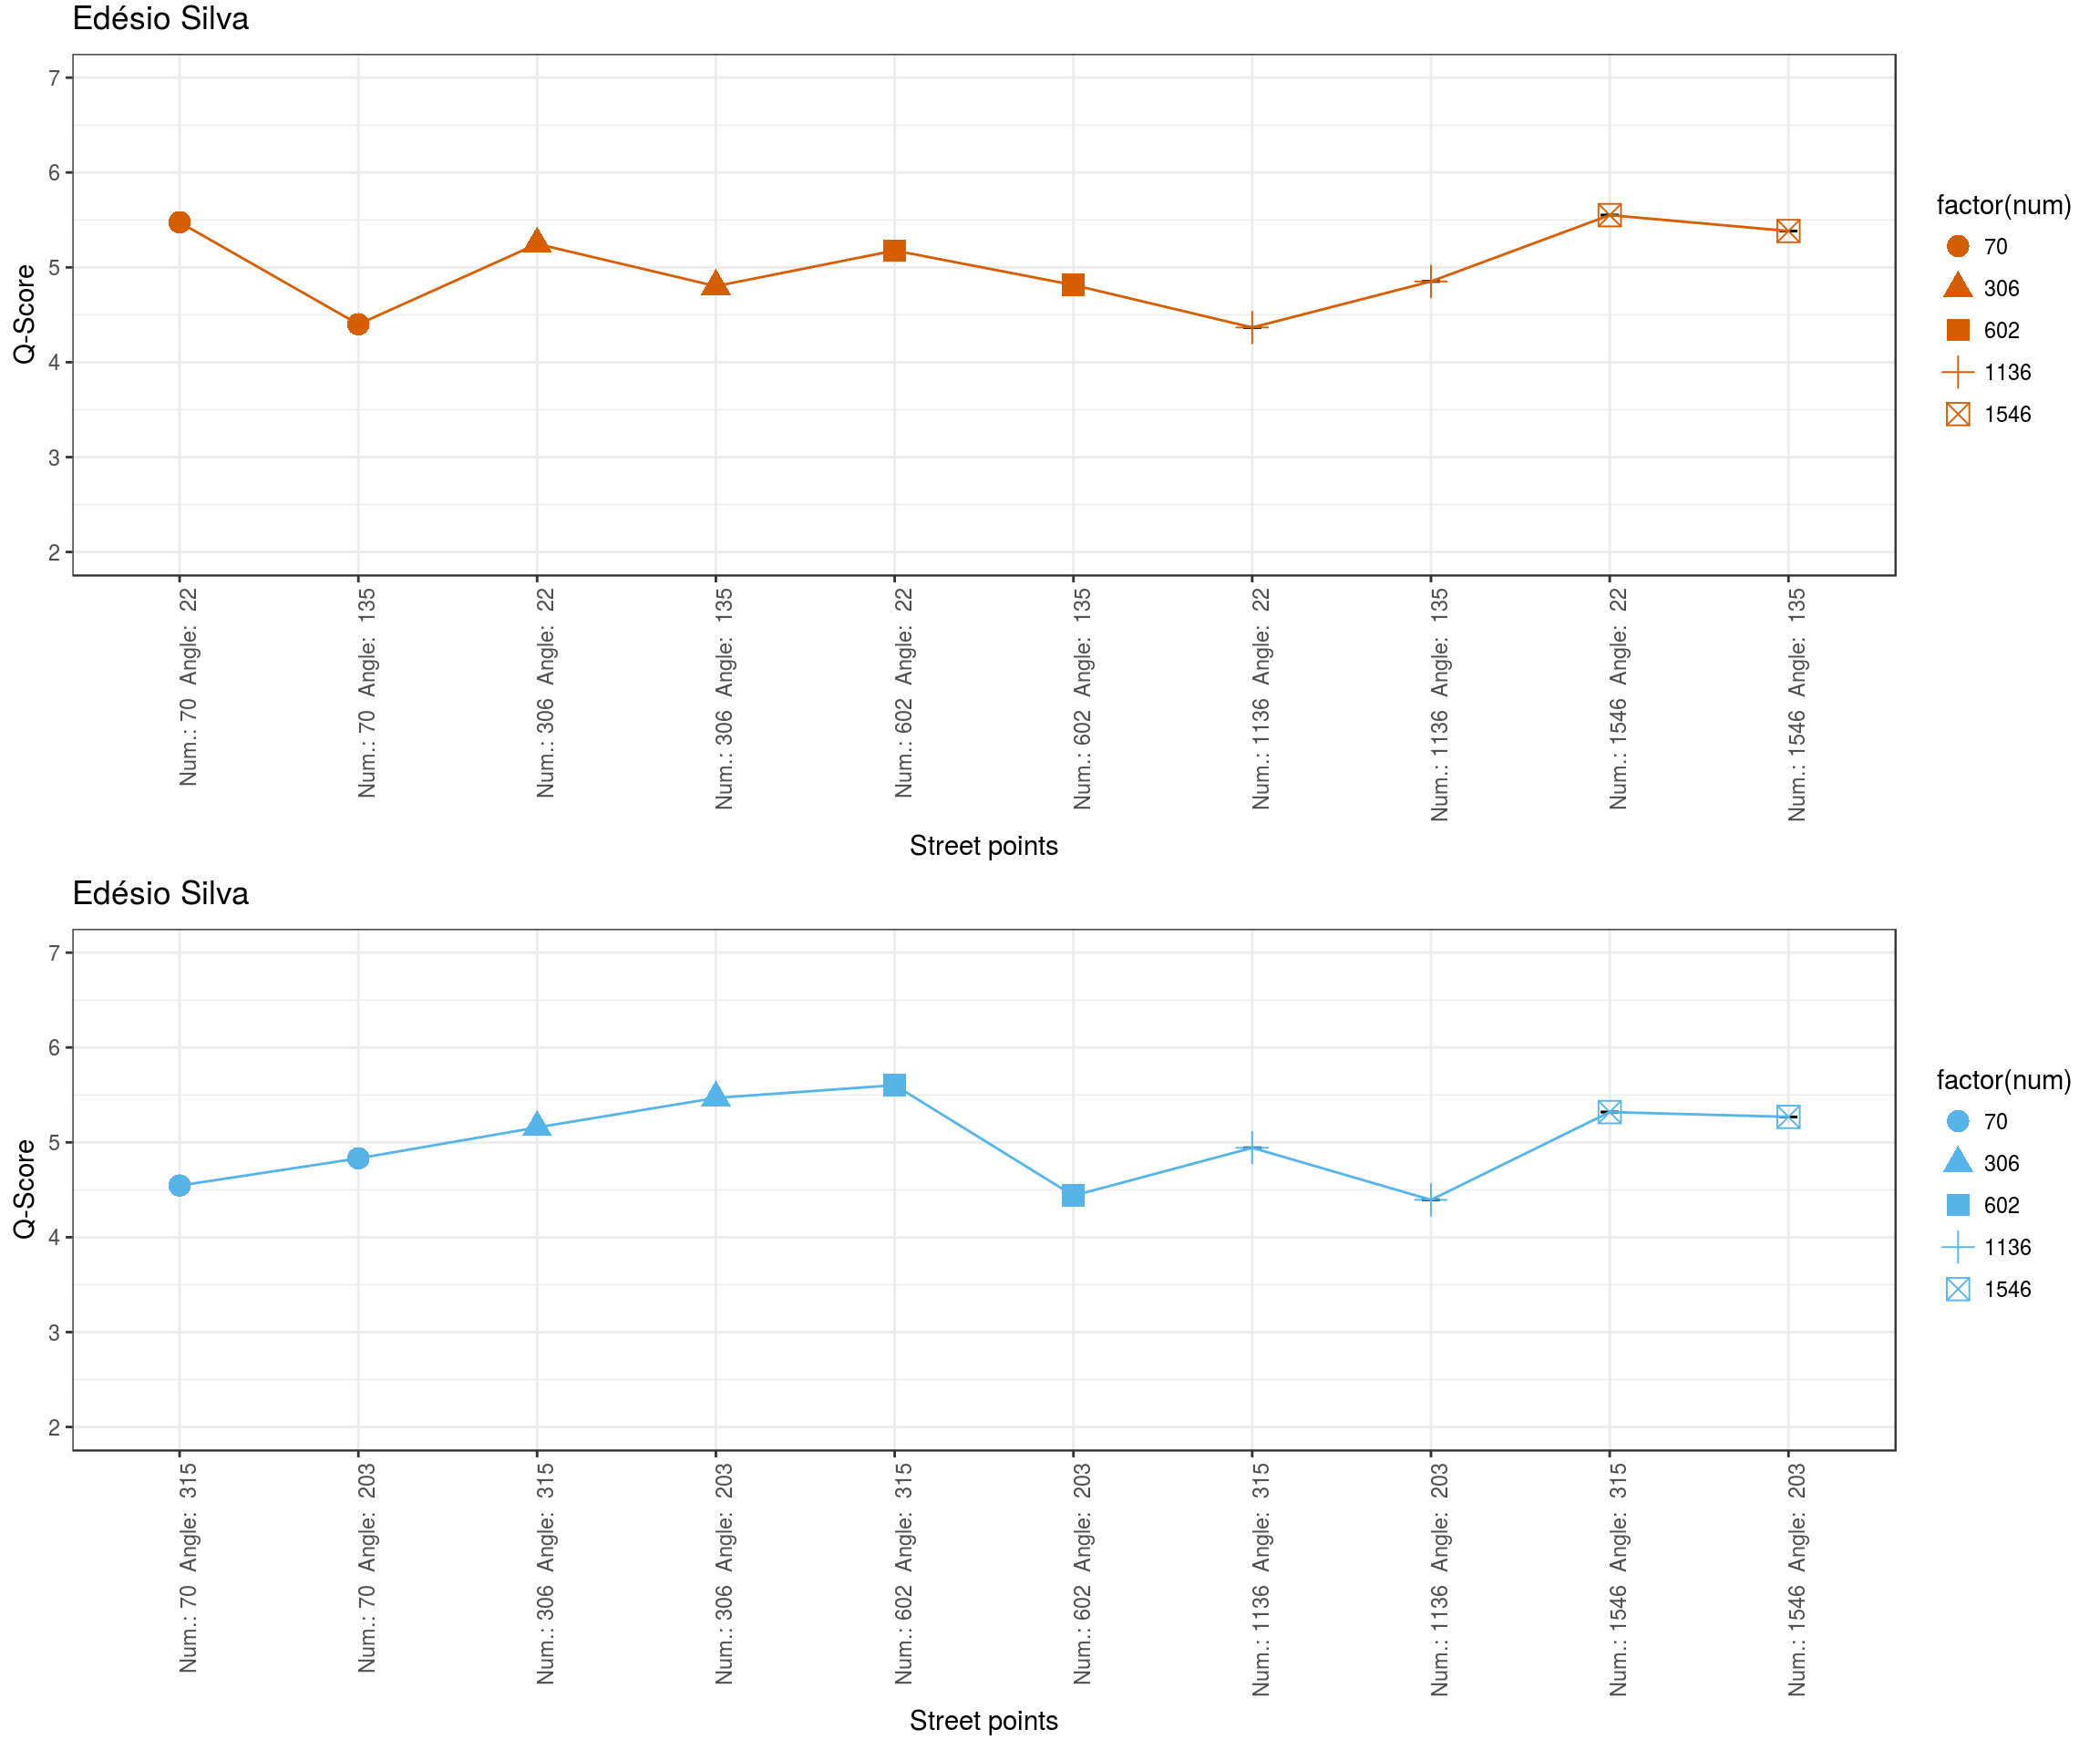 Edésio Silva
7
6
5
4
3
2
Q-Score
Num.: 70 Angle: 22
Num.: 70 Angle: 135
Num.: 306 Angle: 22
Num.: 306 Angle: 135
Num.: 602 Angle: 22
Num.: 602 Angle: 135
Num.: 1136 Angle: 22
Num.: 1136 Angle: 135
Num.: 1546 Angle: 22
Num.: 1546 Angle: 135
Street points
factor(num)
70
306
602
1136
1546
Edésio Silva
7
6
5
4
3
2
Q-Score
Num.: 70 Angle: 315
Num.: 70 Angle: 203
Num.: 306 Angle: 315
Num.: 306 Angle: 203
Num.: 602 Angle: 315
Num.: 602 Angle: 203
Num.: 1136 Angle: 315
Num.: 1136 Angle: 203
Num.: 1546 Angle: 315
Num.: 1546 Angle: 203
Street points
factor(num)
70
306
602
1136
1546